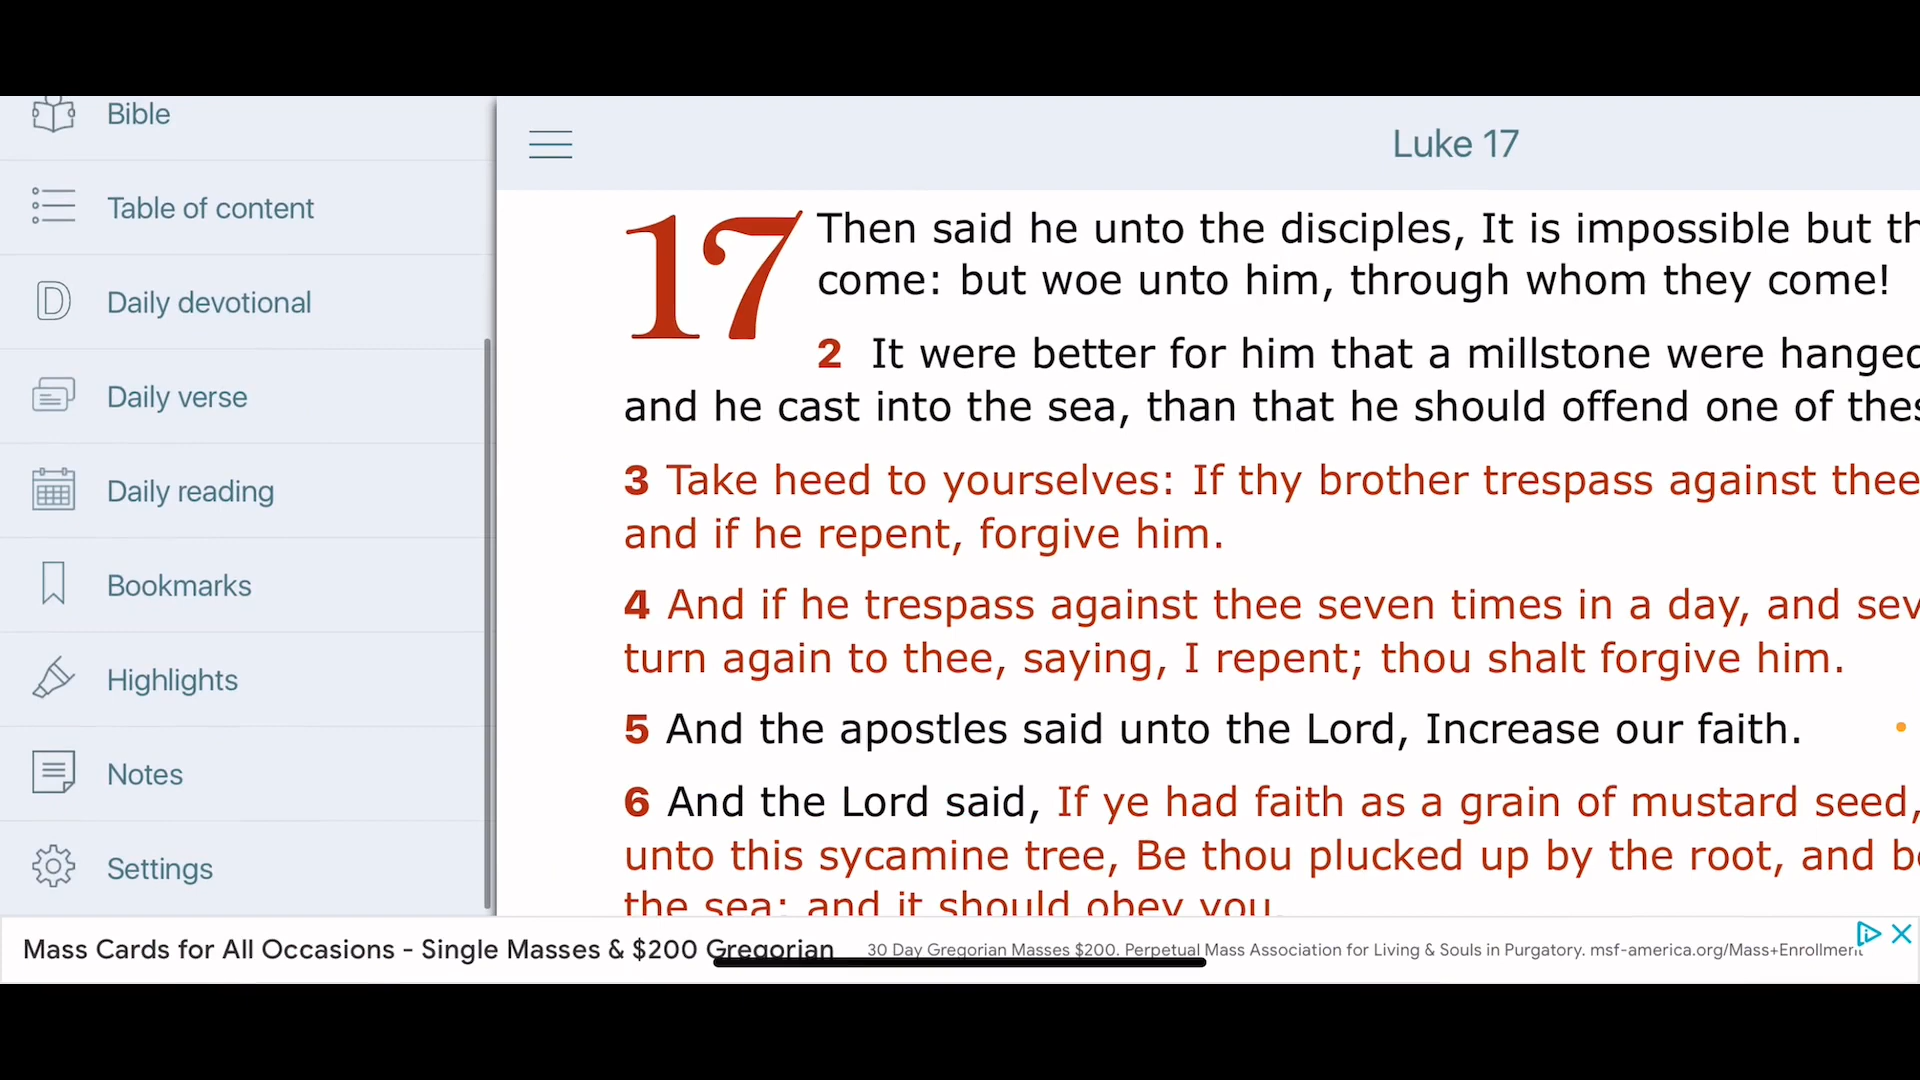 Bible
Table of content
Daily devotional
Daily verse
Daily reading
Bookmarks
Highlights
Notes
Settings
Luke 17
17 Then said he unto the disciples, It is impossible but
come: but woe unto him, through whom they come!
2 It were better for him that a millstone were hanged
and he cast into the sea, than that he should offend one of
3 Take heed to yourselves: If thy brother trespass against thee
and if he repent, forgive him.
4 And if he trespass against thee seven times in a day, and
turn again to thee, saying, I repent; thou shalt forgive him.
5 And the apostles said unto the Lord, Increase our faith.
6 And the Lord said, If ye had faith as a grain of mustard seed,
unto this sycamine tree, Be thou plucked up by the root, and
the sea; and it should obey you.
Mass Cards for All Occasions - Single Masses & $200 Gregorian
30 Day Gregorian Masses $200. Perpetual Mass Association for Living & Souls in Purgatory. msf-america.org/Mass+Enrollment